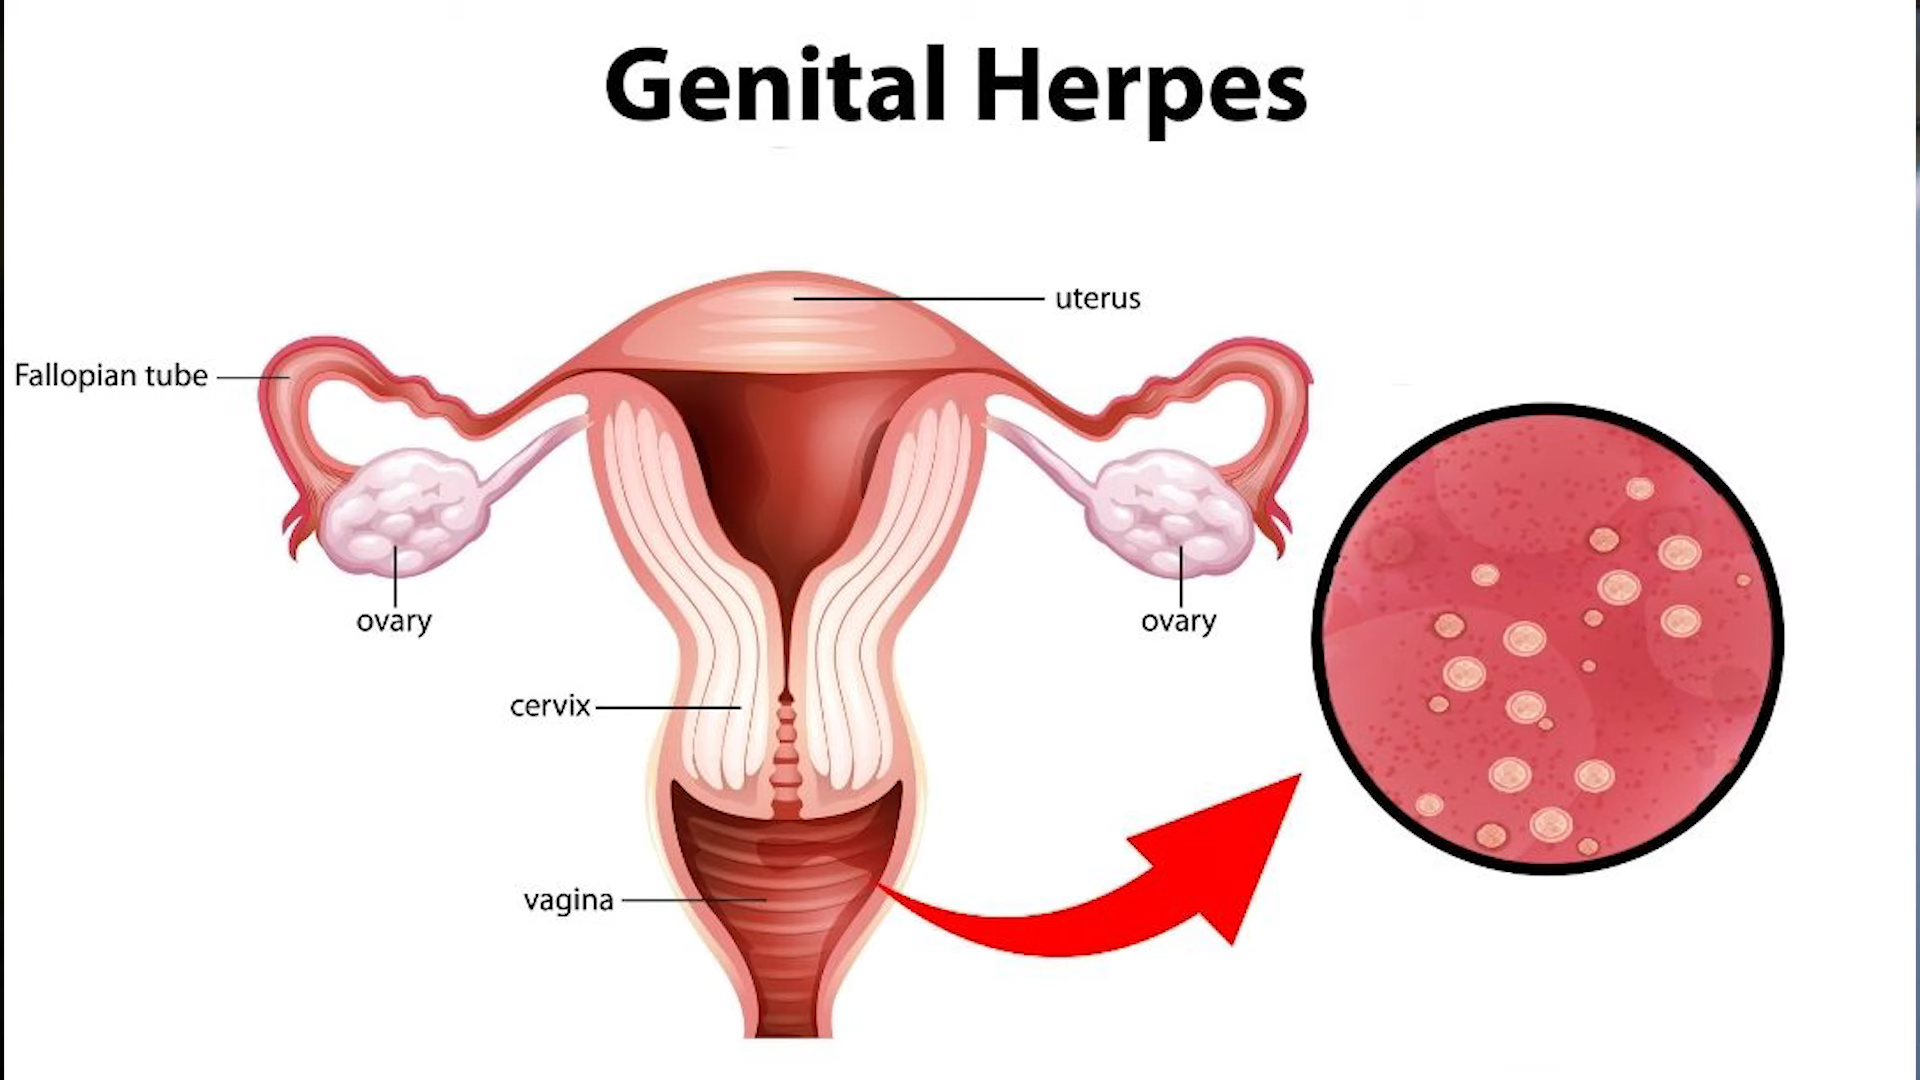 Genital Herpes
uterus
Fallopian tube
ovary
ovary
cervix
vagina